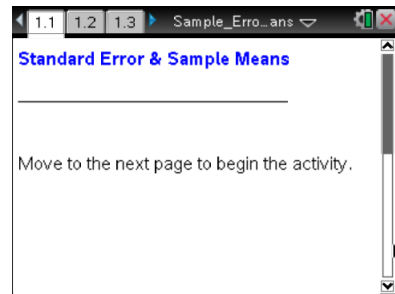 1.1 1.2 1.3 Sample_Erro…ans
Standard Error & Sample Means
Move to the next page to begin the activity.